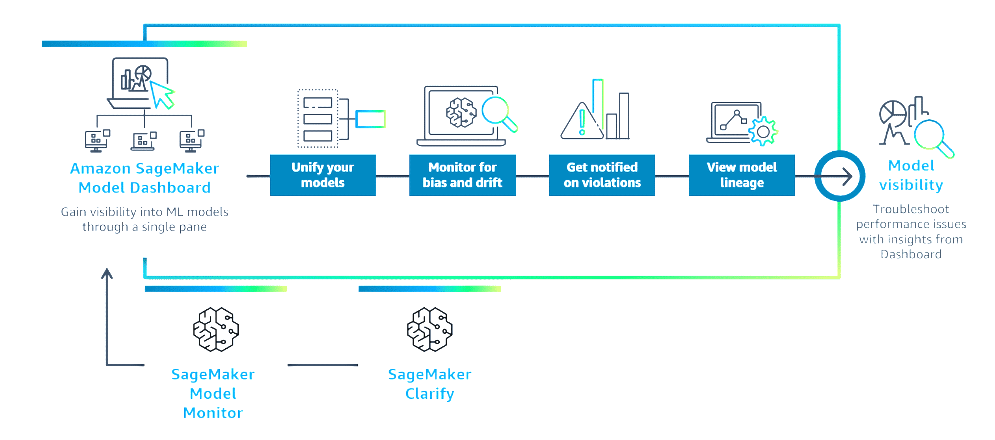 Amazon SageMaker
Model Dashboard
Gain visibility into ML models
through a single pane
Unify your
models
Monitor for
bias and drift
Get notified
on violations
View model
lineage
Model
visibility
Troubleshoot
performance issues
with insights from
Dashboard
SageMaker
Model
Monitor
SageMaker
Clarify